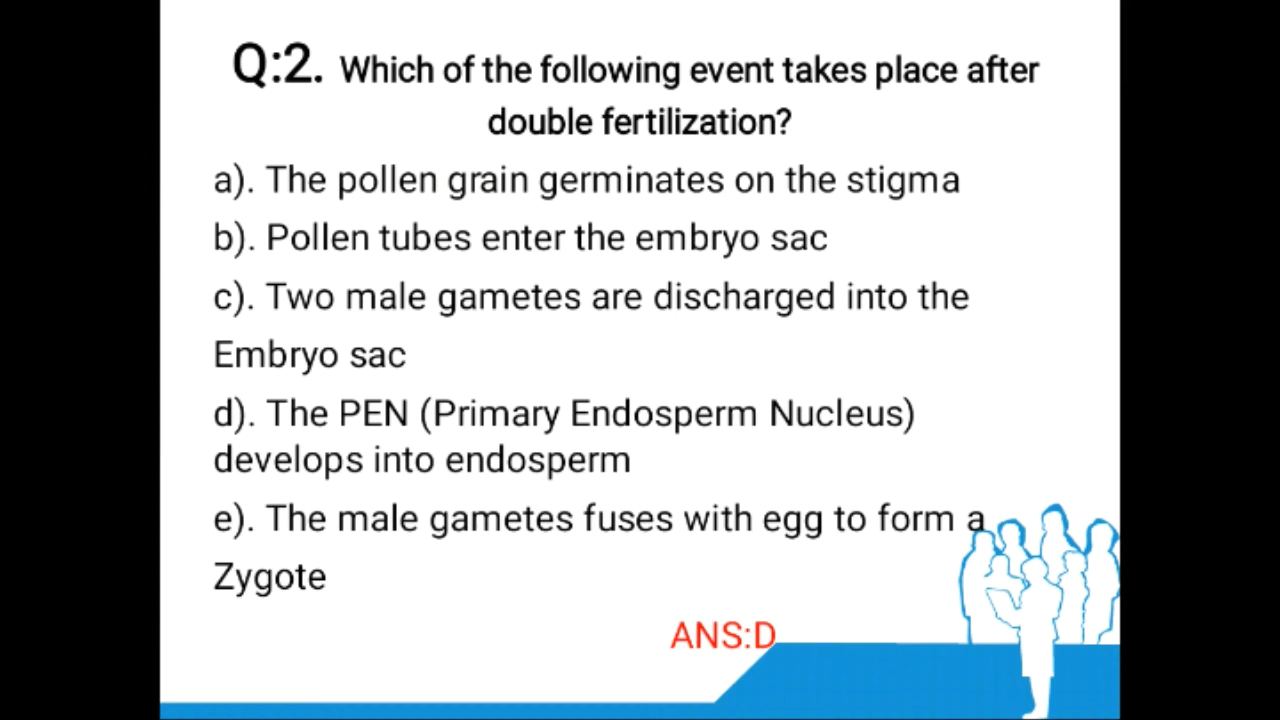 Q:2. Which of the following event takes place after
double fertilization?
a). The pollen grain germinates on the stigma
b). Pollen tubes enter the embryo sac
c). Two male gametes are discharged into the
Embryo sac
d). The PEN (Primary Endosperm Nucleus)
develops into endosperm
e). The male gametes fuses with egg to form a
Zygote
ANS:D